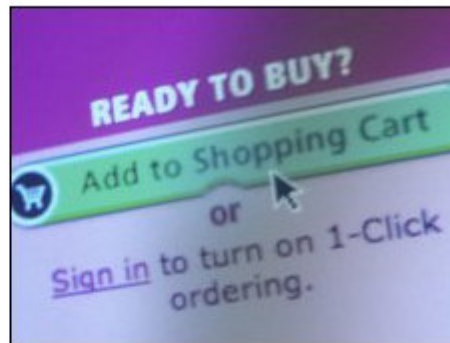 READY TO BUY?
Add to Shopping Cart
or
Sign in to turn on 1-Click
ordering.